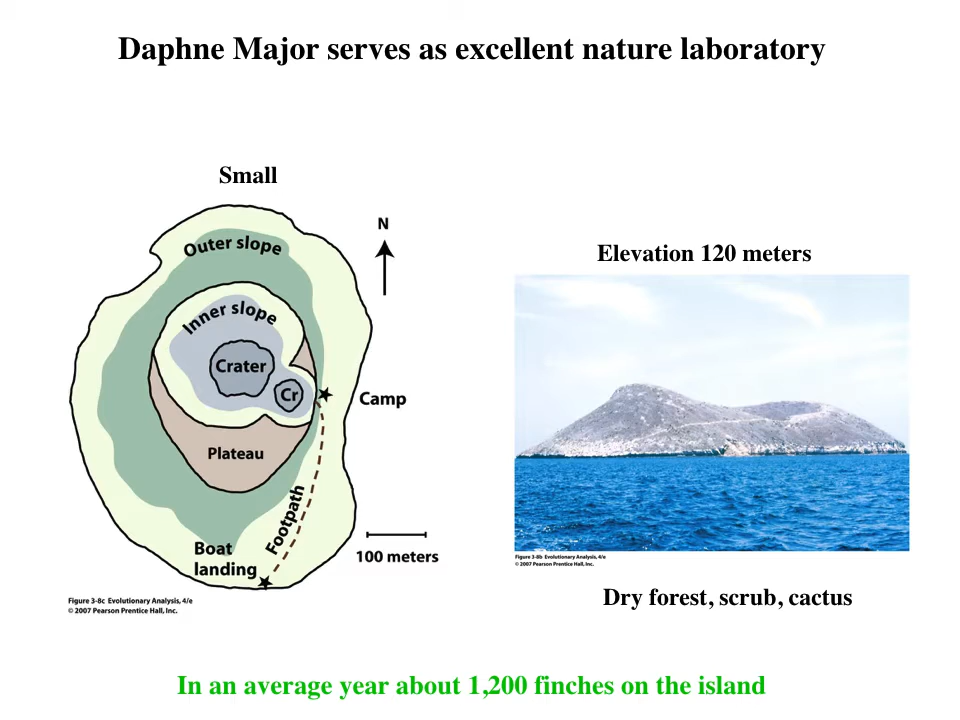 Daphne Major serves as excellent nature laboratory
Small
N
Outer slope
Inner slope
Crater
Cr
Camp
Plateau
Footpath
Boat
landing
100 meters
Figure 3-8c Evolutionary Analysis, 4/e
© 2007 Pearson Prentice Hall, Inc.
Elevation 120 meters
Figure 3-8b Evolutionary Analysis, 4/e
© 2007 Pearson Prentice Hall, Inc.
Dry forest, scrub, cactus
In an average year about 1,200 finches on the island